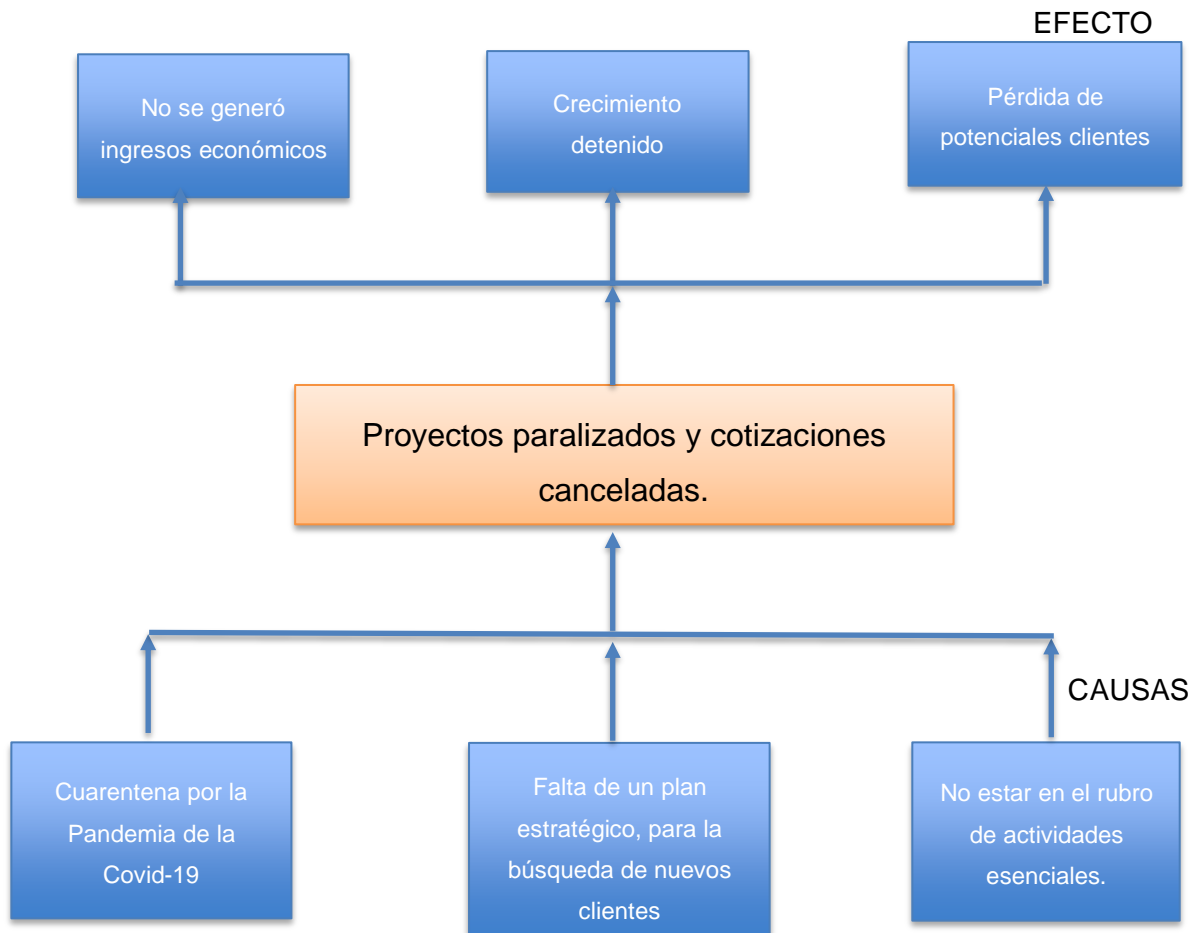 EFECTO
No se generó
ingresos económicos
Crecimiento
detenido
Pérdida de
potenciales clientes
Proyectos paralizados y cotizaciones
canceladas.
CAUSAS
Cuarentena por la
Pandemia de la
Covid-19
Falta de un plan
estratégico, para la
búsqueda de nuevos
clientes
No estar en el rubro
de actividades
esenciales.